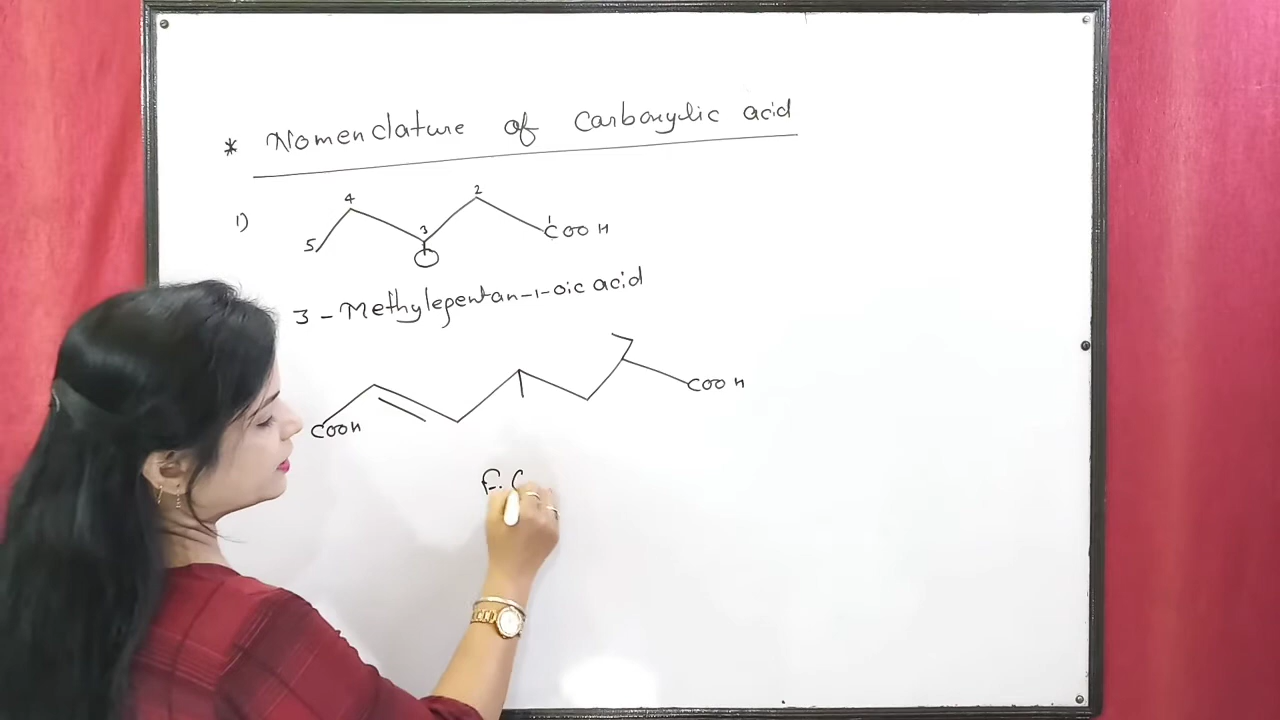 * Nomenclature of Carboxylic acid
1) 5 4 3 2 1 COOH
3-Methylepentan-1-oic acid
COOH COOH
F.C